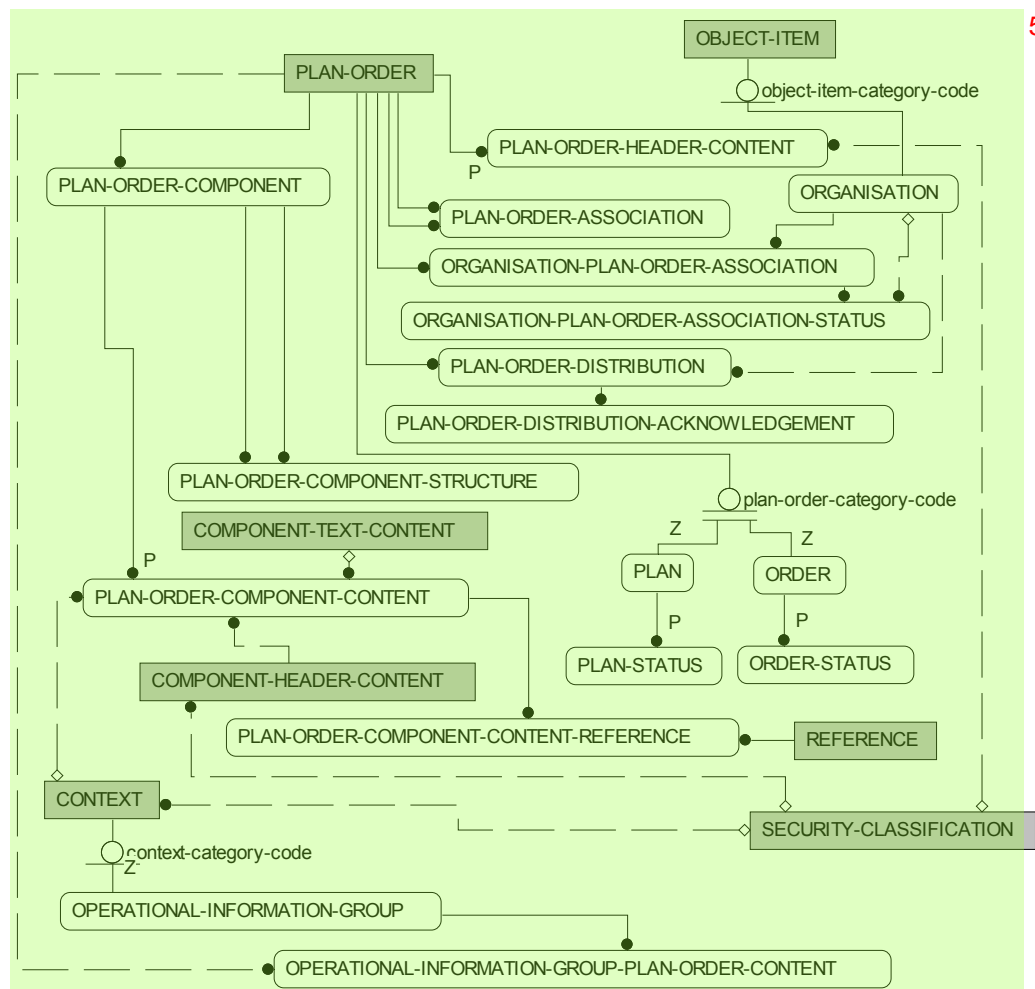 5
OBJECT-ITEM
PLAN-ORDER
object-item-category-code
PLAN-ORDER-HEADER-CONTENT
P
PLAN-ORDER-COMPONENT
ORGANISATION
PLAN-ORDER-ASSOCIATION
ORGANISATION-PLAN-ORDER-ASSOCIATION
ORGANISATION-PLAN-ORDER-ASSOCIATION-STATUS
PLAN-ORDER-DISTRIBUTION
PLAN-ORDER-DISTRIBUTION-ACKNOWLEDGEMENT
PLAN-ORDER-COMPONENT-STRUCTURE
plan-order-category-code
COMPONENT-TEXT-CONTENT
Z
Z
P
PLAN
ORDER
PLAN-ORDER-COMPONENT-CONTENT
P
P
PLAN-STATUS
ORDER-STATUS
COMPONENT-HEADER-CONTENT
PLAN-ORDER-COMPONENT-CONTENT-REFERENCE
REFERENCE
CONTEXT
SECURITY-CLASSIFICATION
context-category-code
Z
OPERATIONAL-INFORMATION-GROUP
OPERATIONAL-INFORMATION-GROUP-PLAN-ORDER-CONTENT